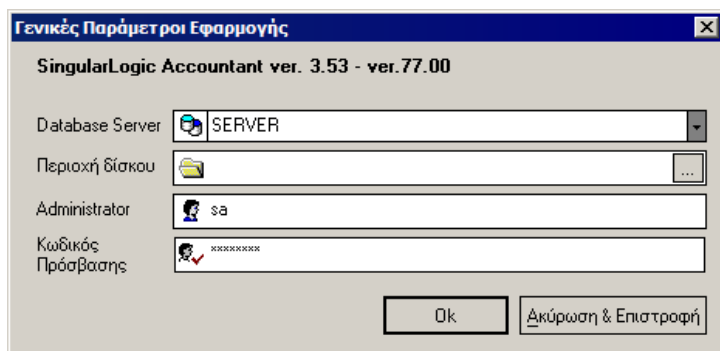 Γενικές Παράμετροι Εφαρμογής
SingularLogic Accountant ver. 3.53 - ver.77.00
Database Server SERVER
Περιοχή δίσκου ...
Administrator sa
Κωδικός
Πρόσβασης ********
Ok Ακύρωση & Επιστροφή